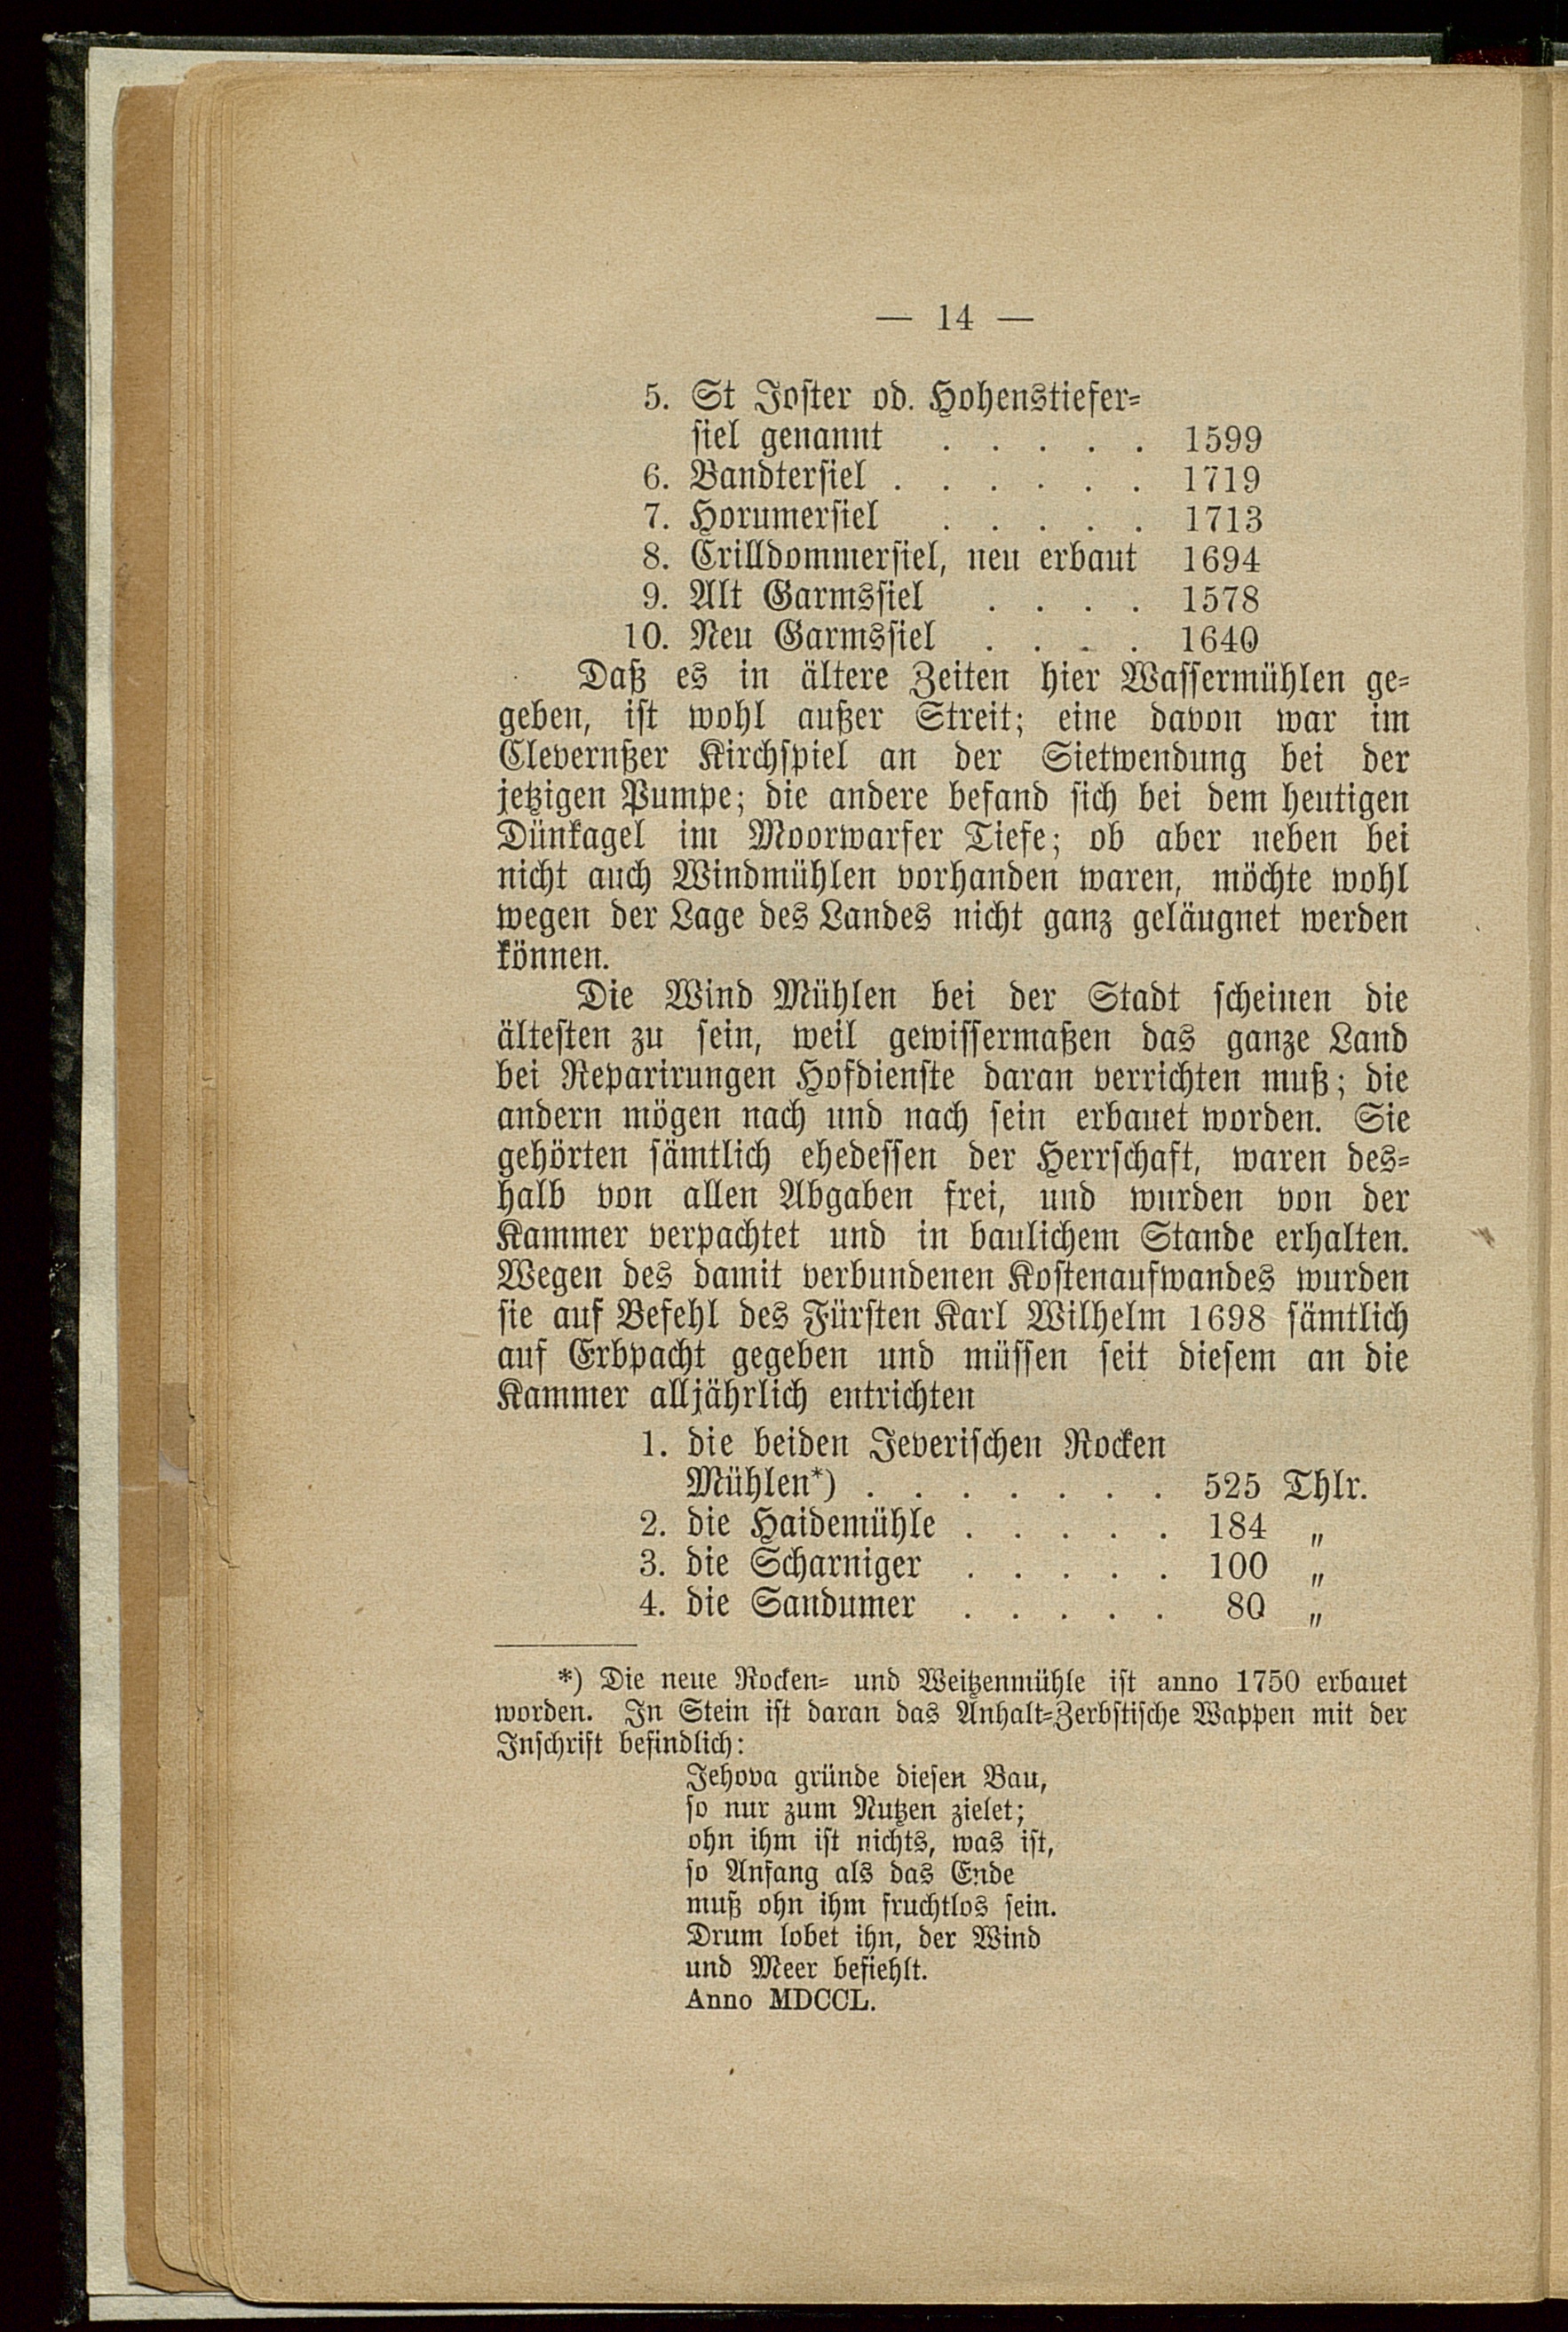 — 14 —
5. St Joster od. Hohenstiefer-
siel genannt . . . . . 1599
6. Bandtersiel . . . . . . 1719
7. Horumersiel . . . . . 1713
8. Crilldommersiel, neu erbaut 1694
9. Alt Garmssiel . . . . 1578
10. Neu Garmssiel . . . . 1640
Daß es in ältere Zeiten hier Wassermühlen ge-
geben, ist wohl außer Streit; eine davon war im
Clevernßer Kirchspiel an der Sietwendung bei der
jetzigen Pumpe; die andere befand sich bei dem heutigen
Dünkagel im Moorwarfer Tiefe; ob aber neben bei
nicht auch Windmühlen vorhanden waren, möchte wohl
wegen der Lage des Landes nicht ganz geläugnet werden
können.
Die Wind Mühlen bei der Stadt scheinen die
ältesten zu sein, weil gewissermaßen das ganze Land
bei Reparirungen Hofdienste daran verrichten muß; die
andern mögen nach und nach sein erbauet worden. Sie
gehörten sämtlich ehedessen der Herrschaft, waren des-
halb von allen Abgaben frei, und wurden von der
Kammer verpachtet und in baulichem Stande erhalten.
Wegen des damit verbundenen Kostenaufwandes wurden
sie auf Befehl des Fürsten Karl Wilhelm 1698 sämtlich
auf Erbpacht gegeben und müssen seit diesem an die
Kammer alljährlich entrichten
1. die beiden Jeverischen Rocken
Mühlen*) . . . . . . . 525 Thlr.
2. die Haidemühle . . . . . 184 „
3. die Scharniger . . . . . 100 „
4. die Sandumer . . . . . 80 „
*) Die neue Rocken- und Weitzenmühle ist anno 1750 erbauet
worden. In Stein ist daran das Anhalt-Zerbstische Wappen mit der
Inschrift befindlich:
Jehova gründe diesen Bau,
so nur zum Nutzen zielet;
ohn ihm ist nichts, was ist,
so Anfang als das Ende
muß ohn ihm fruchtlos sein.
Drum lobet ihn, der Wind
und Meer befiehlt.
Anno MDCCL.